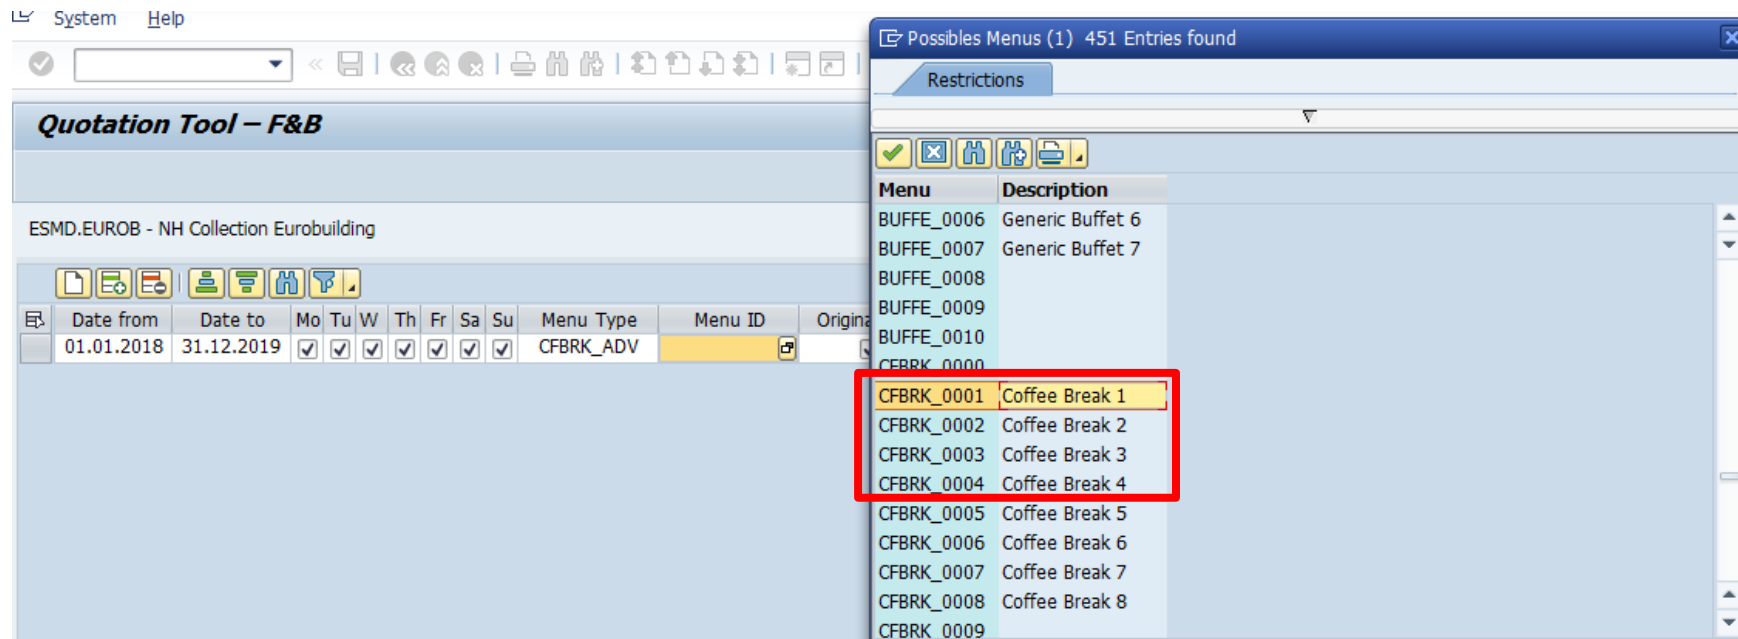 System Help
Possibles Menus (1) 451 Entries found
Restrictions
Quotation Tool – F&B
ESMD.EUROB - NH Collection Eurobuilding
Date from Date to Mo Tu W Th Fr Sa Su Menu Type Menu ID Origina
01.01.2018 31.12.2019 CFBRK_ADV
Menu Description
BUFFE_0006 Generic Buffet 6
BUFFE_0007 Generic Buffet 7
BUFFE_0008
BUFFE_0009
BUFFE_0010
CFBRK_0000
CFBRK_0001 Coffee Break 1
CFBRK_0002 Coffee Break 2
CFBRK_0003 Coffee Break 3
CFBRK_0004 Coffee Break 4
CFBRK_0005 Coffee Break 5
CFBRK_0006 Coffee Break 6
CFBRK_0007 Coffee Break 7
CFBRK_0008 Coffee Break 8
CFBRK_0009